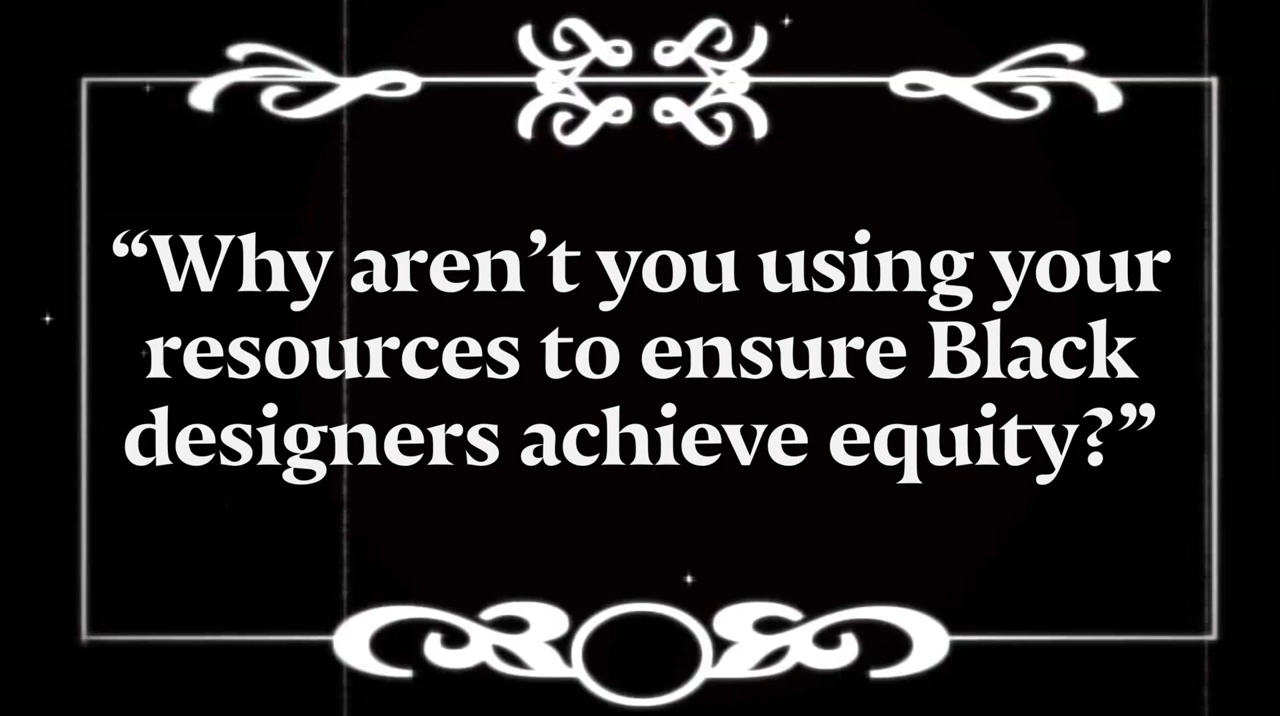 “Why aren’t you using your
resources to ensure Black
designers achieve equity?”